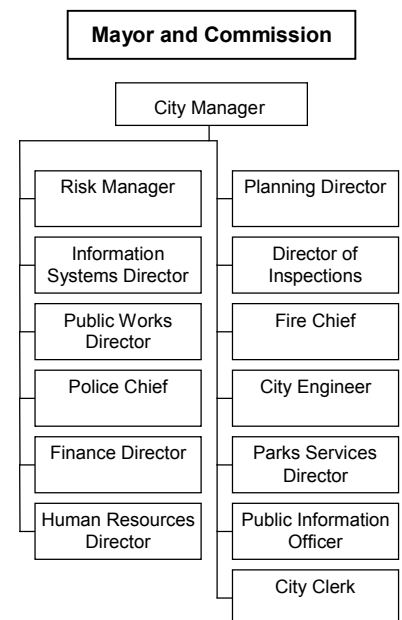 Mayor and Commission
City Manager
Risk Manager
Planning Director
Information
Systems Director
Director of
Inspections
Public Works
Director
Fire Chief
Police Chief
City Engineer
Finance Director
Parks Services
Director
Human Resources
Director
Public Information
Officer
City Clerk